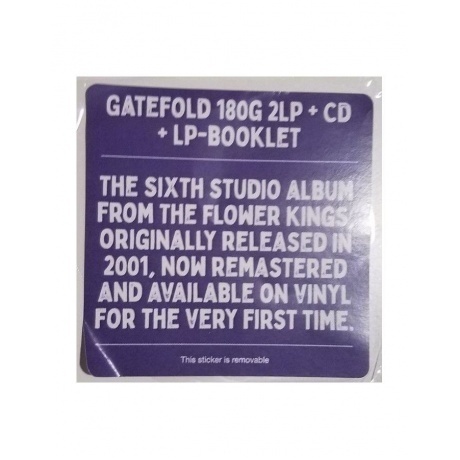 GATEFOLD 180G 2LP + CD
+ LP-BOOKLET
THE SIXTH STUDIO ALBUM
FROM THE FLOWER KINGS,
ORIGINALLY RELEASED IN
2001, NOW REMASTERED
AND AVAILABLE ON VINYL
FOR THE VERY FIRST TIME.
This sticker is removable